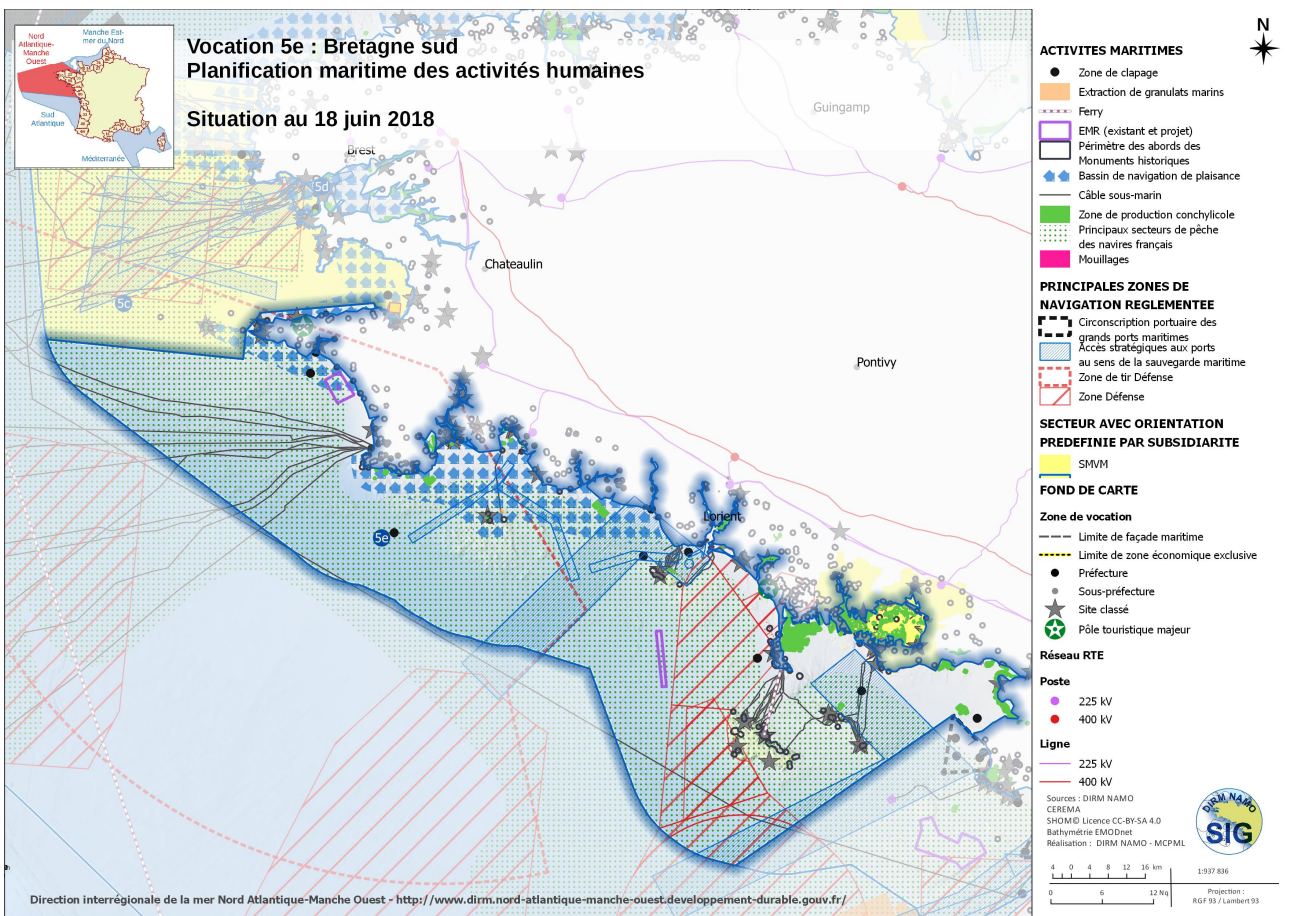 Vocation 5e : Bretagne sud
Planification maritime des activités humaines
Situation au 18 juin 2018
Nord
Atlantique-
Manche
Ouest
Manche Est-
mer du Nord
Sud
Atlantique
Méditerranée
Guingamp
Brest
5d
Chateaulin
5c
Pontivy
Lorient
5e
Direction interrégionale de la mer Nord Atlantique-Manche Ouest - http://www.dirm.nord-atlantique-manche-ouest.developpement-durable.gouv.fr/
N
ACTIVITES MARITIMES
Zone de clapage
Extraction de granulats marins
Ferry
EMR (existant et projet)
Périmètre des abords des
Monuments historiques
Bassin de navigation de plaisance
Câble sous-marin
Zone de production conchylicole
Principaux secteurs de pêche
des navires français
Mouillages
PRINCIPALES ZONES DE
NAVIGATION REGLEMENTEE
Circonscription portuaire des
grands ports maritimes
Accès stratégiques aux ports
au sens de la sauvegarde maritime
Zone de tir Défense
Zone Défense
SECTEUR AVEC ORIENTATION
PREDEFINIE PAR SUBSIDIARITE
SMVM
FOND DE CARTE
Zone de vocation
Limite de façade maritime
Limite de zone économique exclusive
Préfecture
Sous-préfecture
Site classé
Pôle touristique majeur
Réseau RTE
Poste
225 kV
400 kV
Ligne
225 kV
400 kV
Sources : DIRM NAMO
CEREMA
SHOM© Licence CC-BY-SA 4.0
Bathymétrie EMODnet
Réalisation : DIRM NAMO - MCPML
DIRM NAMO
SIG
4 0 4 8 12 16 km
0 6 12 Nq
1:937 836
Projection :
RGF 93 / Lambert 93